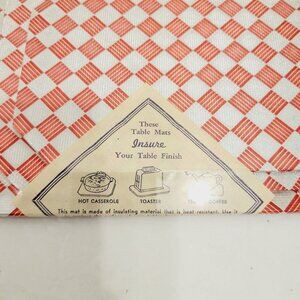 These
Table Mats
Insure
Your Table Finish
HOT CASSEROLE TOASTER COFFEE
This mat is made of insulating material that is heat resistant. Use it